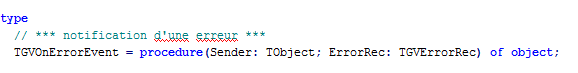 type
// *** notification d'une erreur ***
TGVOnErrorEvent = procedure(Sender: TObject; ErrorRec: TGVErrorRec) of object;